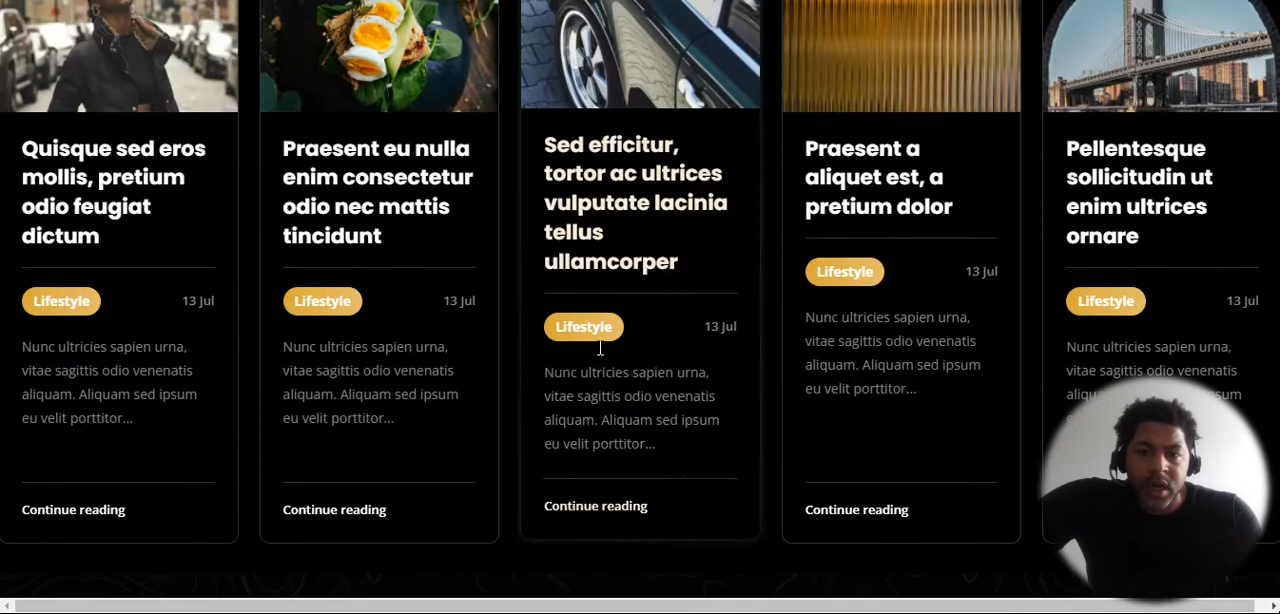 Quisque sed eros
mollis, pretium
odio feugiat
dictum
Lifestyle
13 Jul
Nunc ultricies sapien urna,
vitae sagittis odio venenatis
aliquam. Aliquam sed ipsum
eu velit porttitor...
Continue reading
Praesent eu nulla
enim consectetur
odio nec mattis
tincidunt
Lifestyle
13 Jul
Nunc ultricies sapien urna,
vitae sagittis odio venenatis
aliquam. Aliquam sed ipsum
eu velit porttitor...
Continue reading
Sed efficitur,
tortor ac ultrices
vulputate lacinia
tellus
ullamcorper
Lifestyle
13 Jul
Nunc ultricies sapien urna,
vitae sagittis odio venenatis
aliquam. Aliquam sed ipsum
eu velit porttitor...
Continue reading
Praesent a
aliquet est, a
pretium dolor
Lifestyle
13 Jul
Nunc ultricies sapien urna,
vitae sagittis odio venenatis
aliquam. Aliquam sed ipsum
eu velit porttitor...
Continue reading
Pellentesque
sollicitudin ut
enim ultrices
ornare
Lifestyle
13 Jul
Nunc ultricies sapien urna,
vitae sagittis odio venenatis